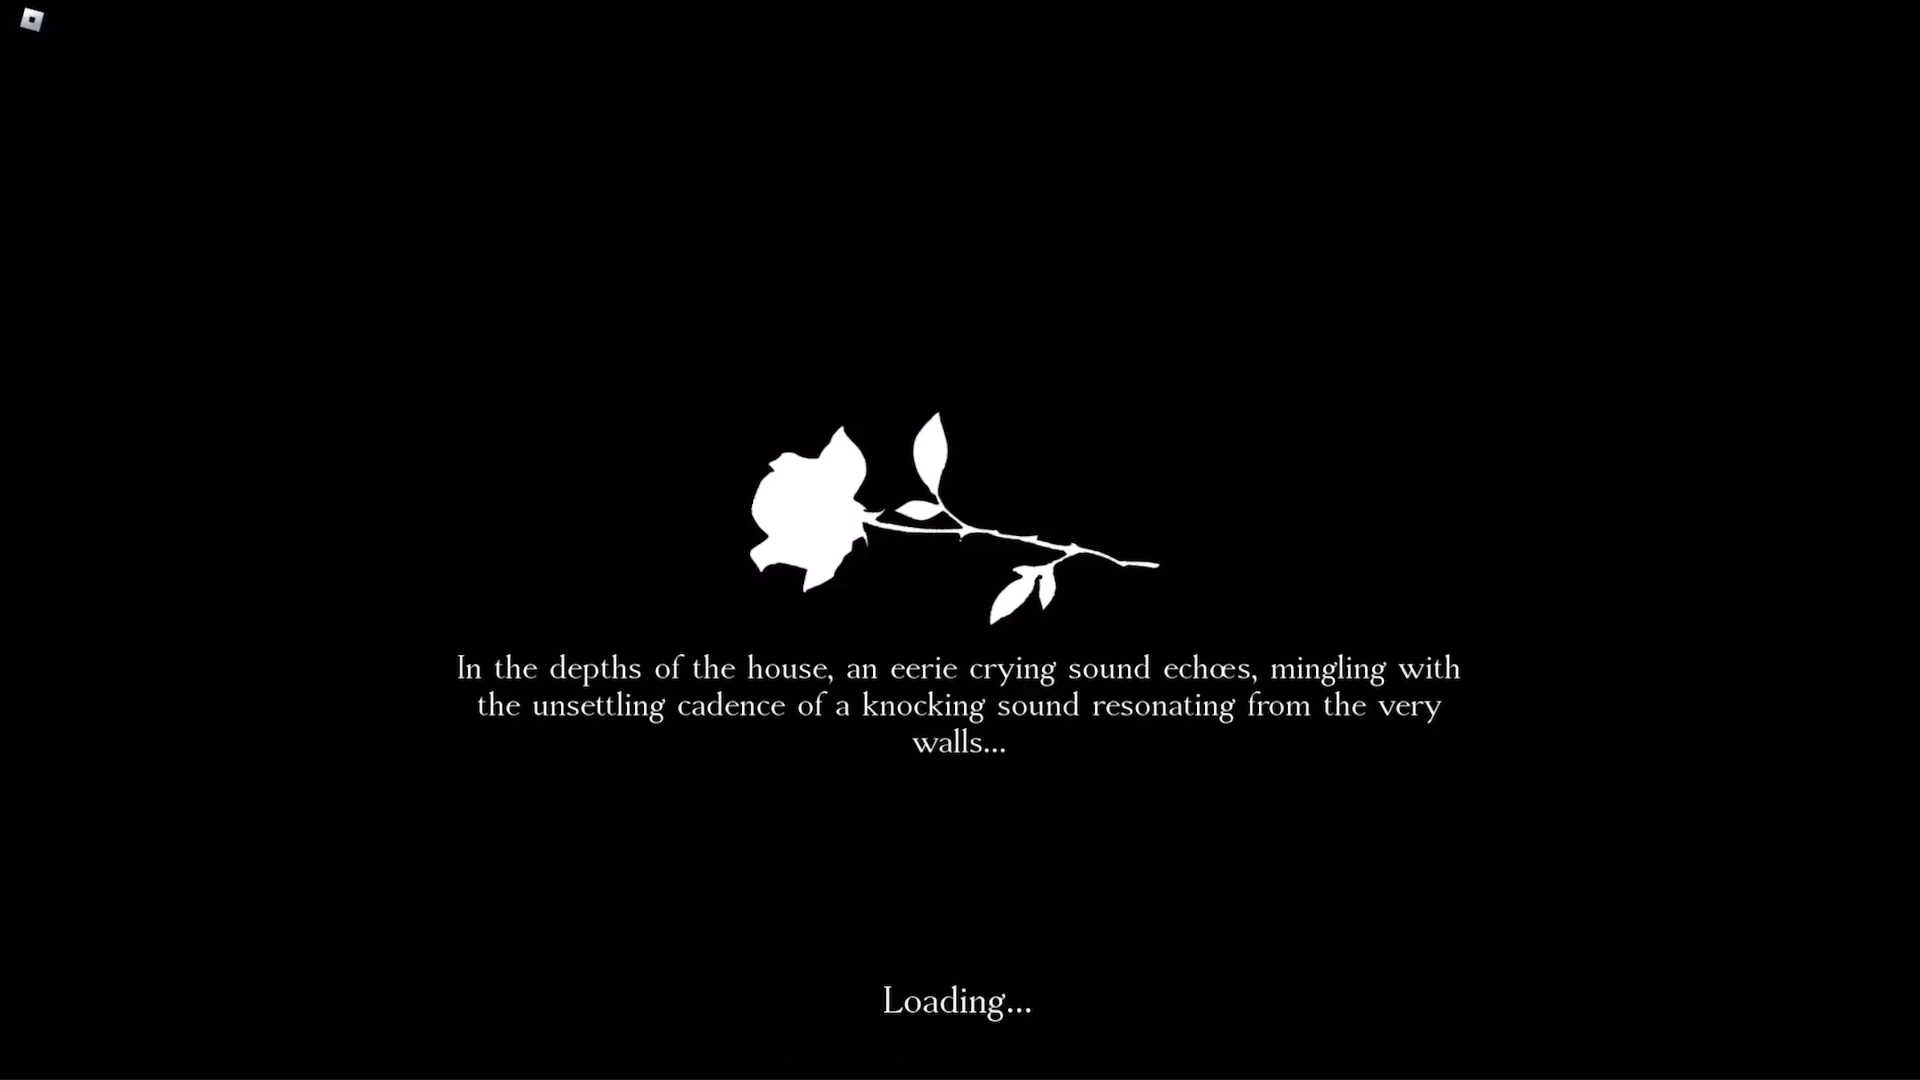 In the depths of the house, an eerie crying sound echœs, mingling with
the unsettling cadence of a knocking sound resonating from the very
walls...
Loading...